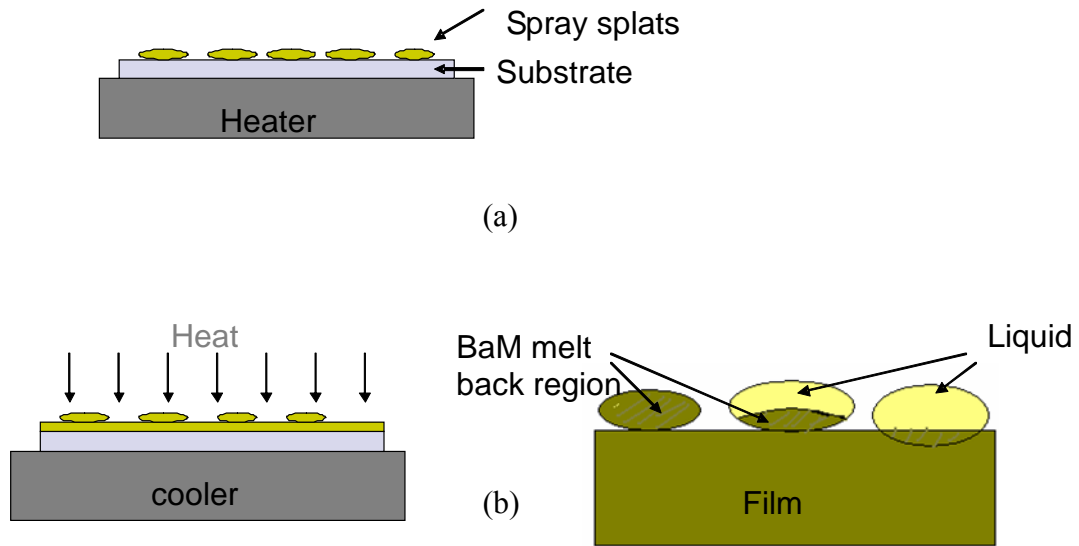 Spray splats
Substrate
Heater
(a)
Heat
BaM melt
back region
Liquid
cooler
(b)
Film